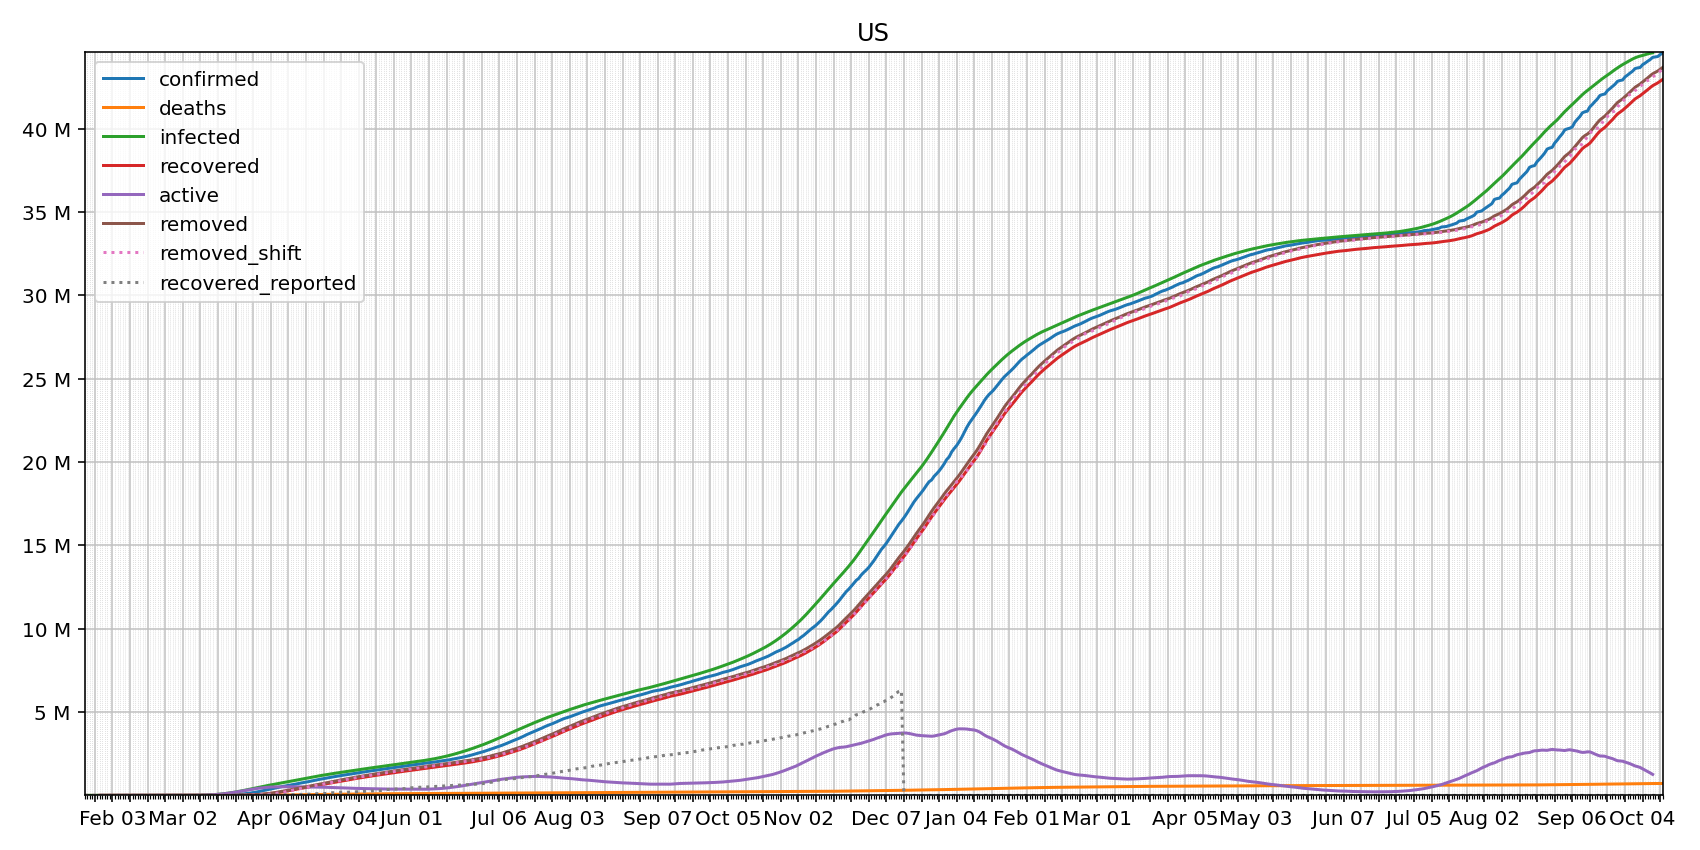 US
confirmed
deaths
infected
recovered
active
removed
removed_shift
recovered_reported
40 M
35 M
30 M
25 M
20 M
15 M
10 M
5 M
Feb 03 Mar 02 Apr 06 May 04 Jun 01 Jul 06 Aug 03 Sep 07 Oct 05 Nov 02 Dec 07 Jan 04 Feb 01 Mar 01 Apr 05 May 03 Jun 07 Jul 05 Aug 02 Sep 06 Oct 04